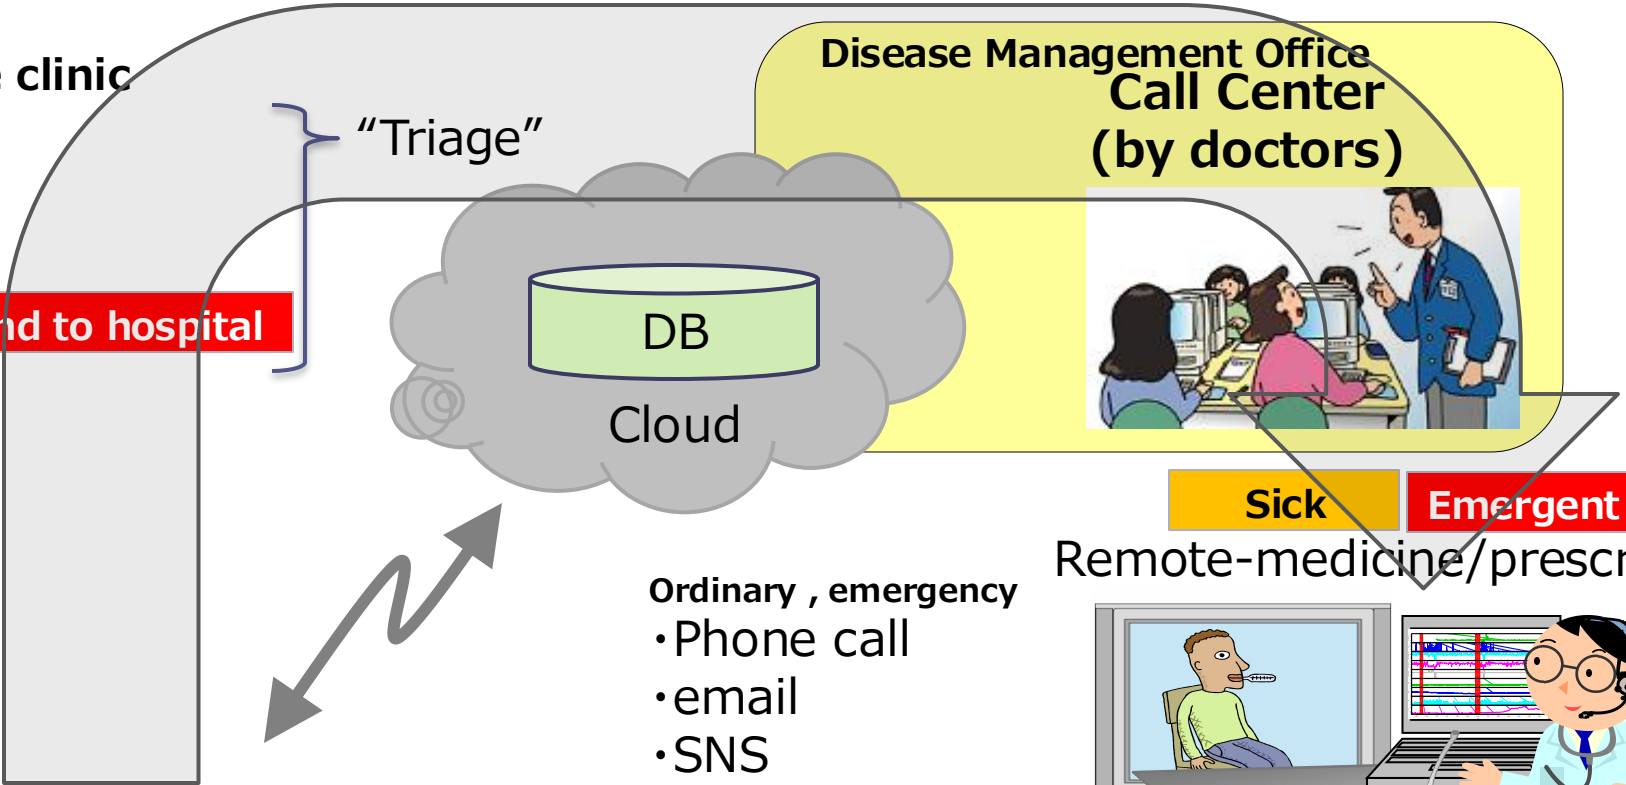 clinic
“Triage”
to hospital
Disease Management Office
Call Center
(by doctors)
DB
Cloud
Sick
Emergent
Remote-medicine/prescr
Ordinary , emergency
・Phone call
・email
・SNS